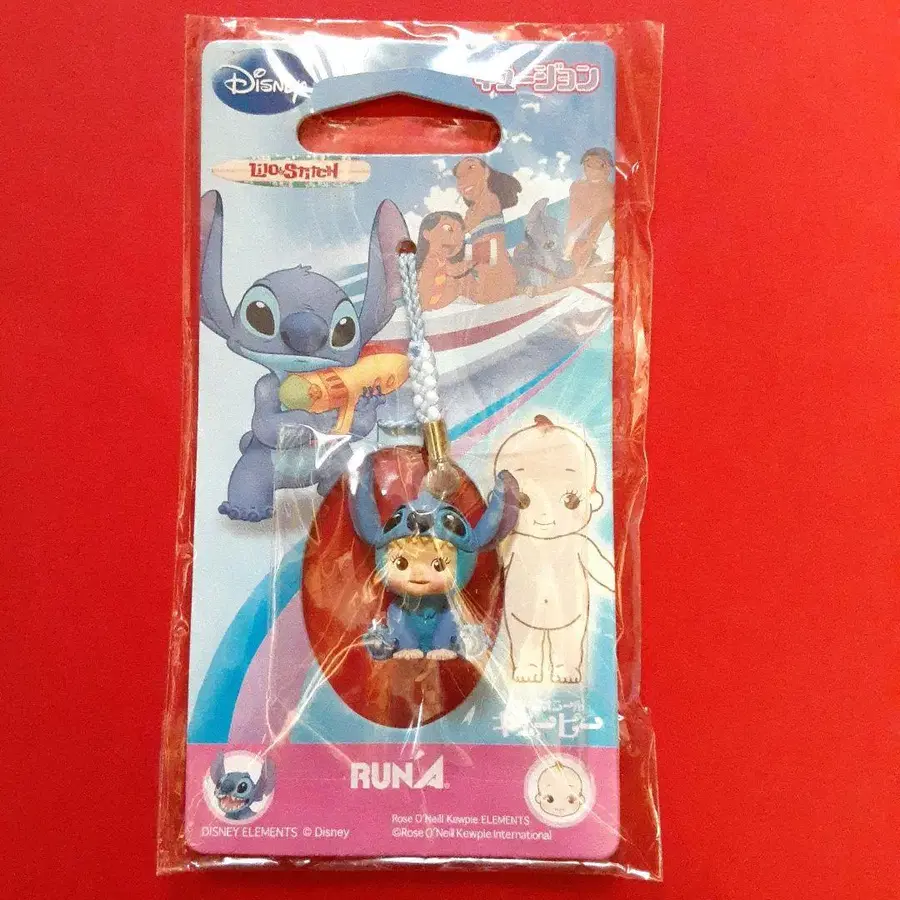 Disney
キュージョン
Lilo & Stitch
キューピー
RUN'A®
DISNEY ELEMENTS © Disney
Rose O'Neill Kewpie ELEMENTS
©Rose O'Neill Kewpie International